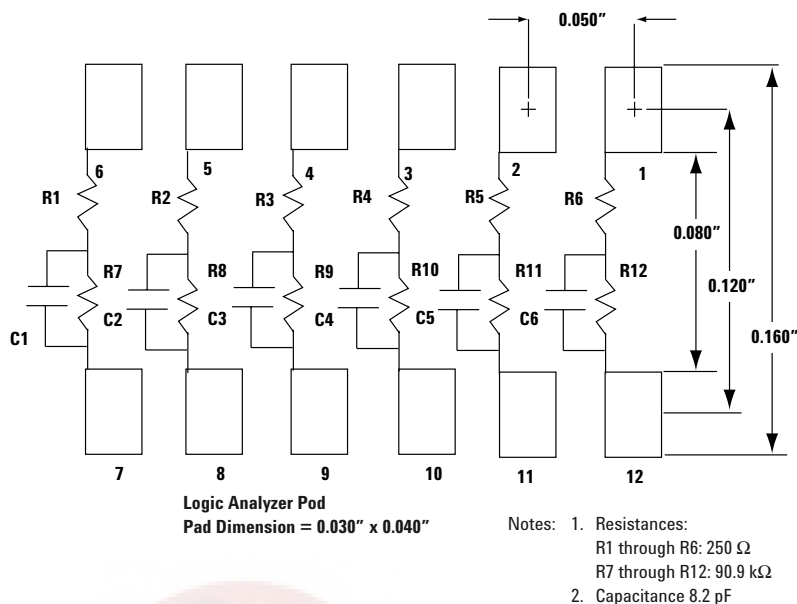 0.050″
6 5 4 3 2 1
R1 R2 R3 R4 R5 R6
0.080″
R7 R8 R9 R10 R11 R12
0.120″
C1 C2 C3 C4 C5 C6
0.160″
7 8 9 10 11 12
Logic Analyzer Pod
Pad Dimension = 0.030″ x 0.040″
Notes: 1. Resistances:
R1 through R6: 250 Ω
R7 through R12: 90.9 kΩ
2. Capacitance 8.2 pF